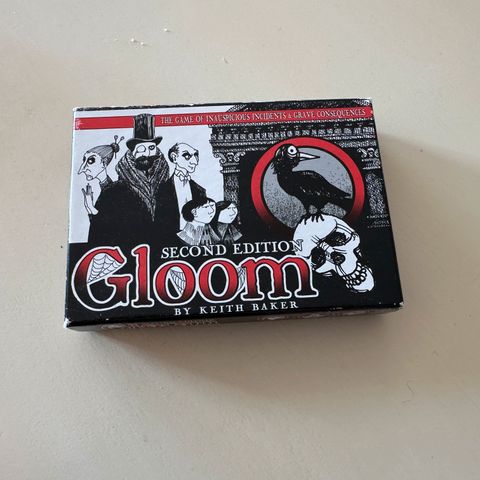 THE GAME OF INAUSPICIOUS INCIDENTS & GRAVE CONSEQUENCES
SECOND EDITION
Gloom
BY KEITH BAKER